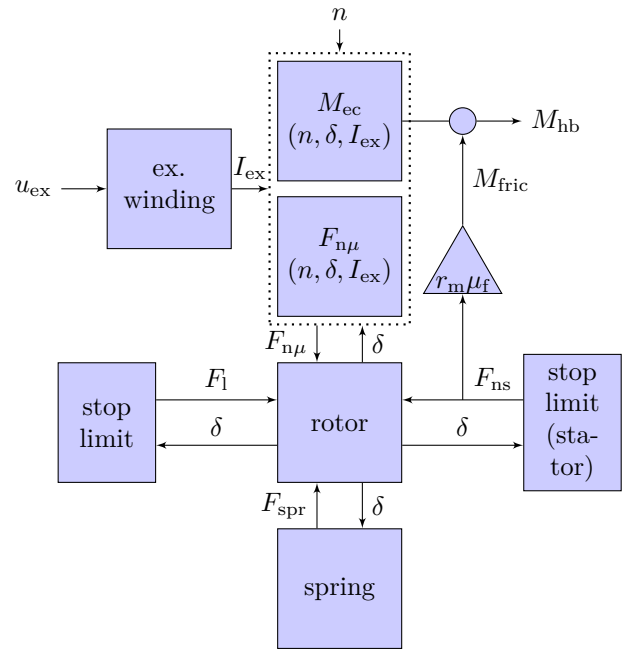 n
M_ec
(n, δ, I_ex)
M_hb
ex.
winding
u_ex
I_ex
M_fric
F_nμ
(n, δ, I_ex)
r_m μ_f
F_nμ
δ
stop
limit
F_l
δ
rotor
F_ns
δ
stop
limit
(sta-
tor)
F_spr
δ
spring